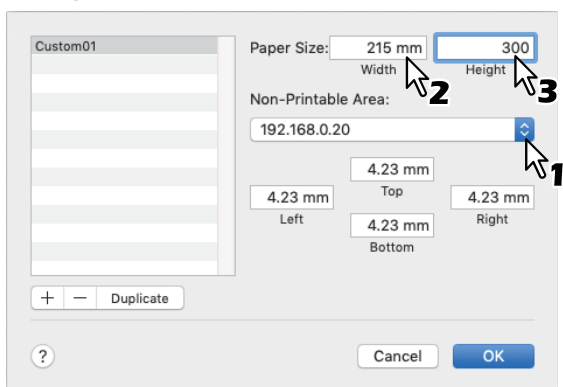 Custom01
Paper Size: 215 mm 300
Width Height
2 3
Non-Printable Area:
192.168.0.20
1
4.23 mm
Top
4.23 mm 4.23 mm
Left Right
4.23 mm
Bottom
+ − Duplicate
? Cancel OK